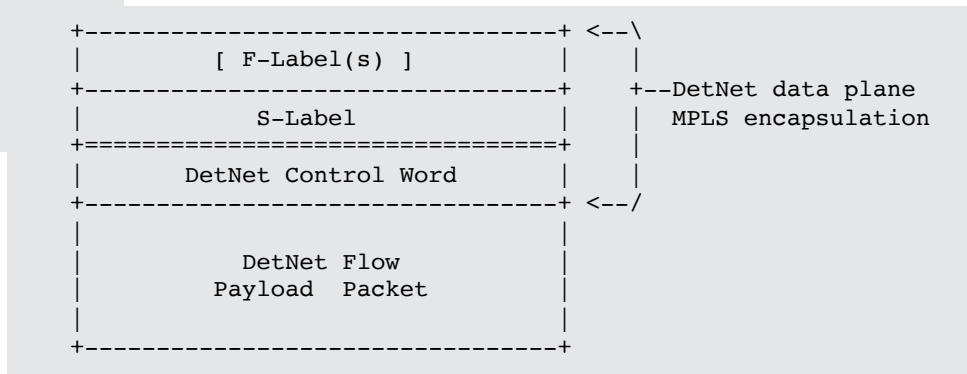 [ F-Label(s) ]
+--DetNet data plane
S-Label
MPLS encapsulation
DetNet Control Word
DetNet Flow
Payload Packet